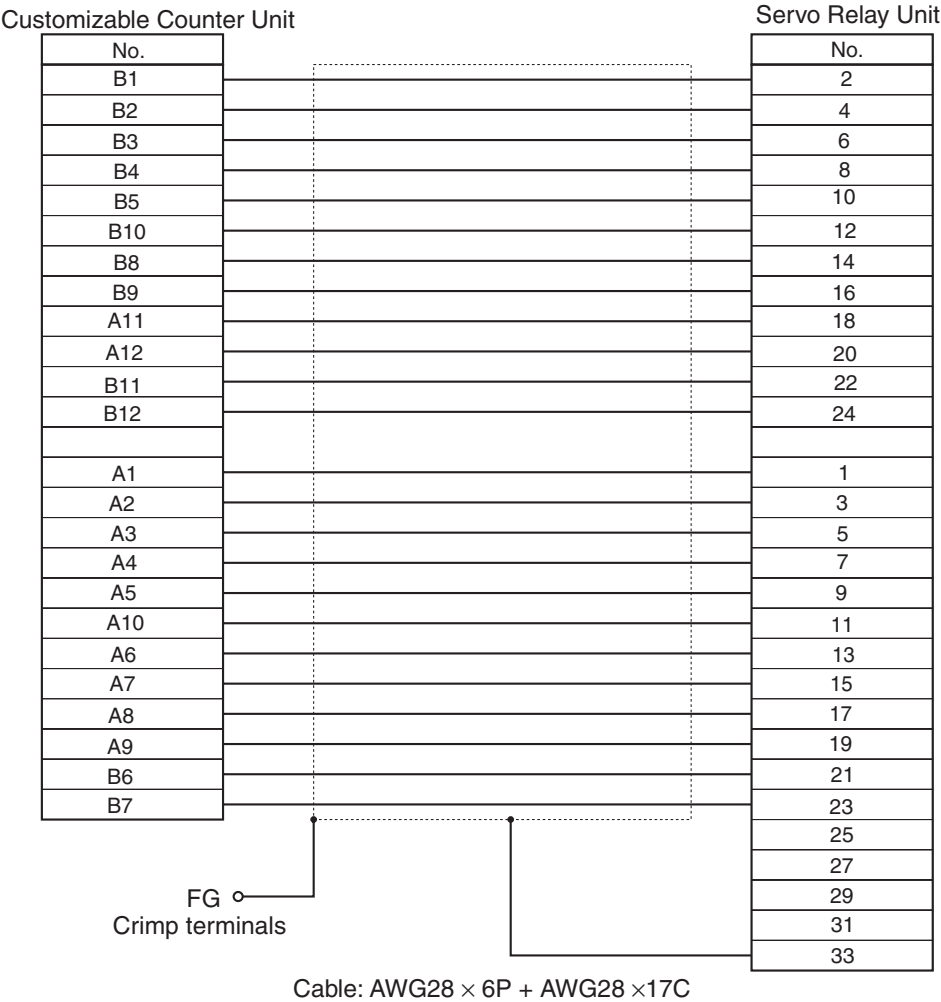 Customizable Counter Unit Servo Relay Unit
No. No.
B1 2
B2 4
B3 6
B4 8
B5 10
B10 12
B8 14
B9 16
A11 18
A12 20
B11 22
B12 24
A1 1
A2 3
A3 5
A4 7
A5 9
A10 11
A6 13
A7 15
A8 17
A9 19
B6 21
B7 23
25
27
FG 29
Crimp terminals 31
33
Cable: AWG28 × 6P + AWG28 ×17C